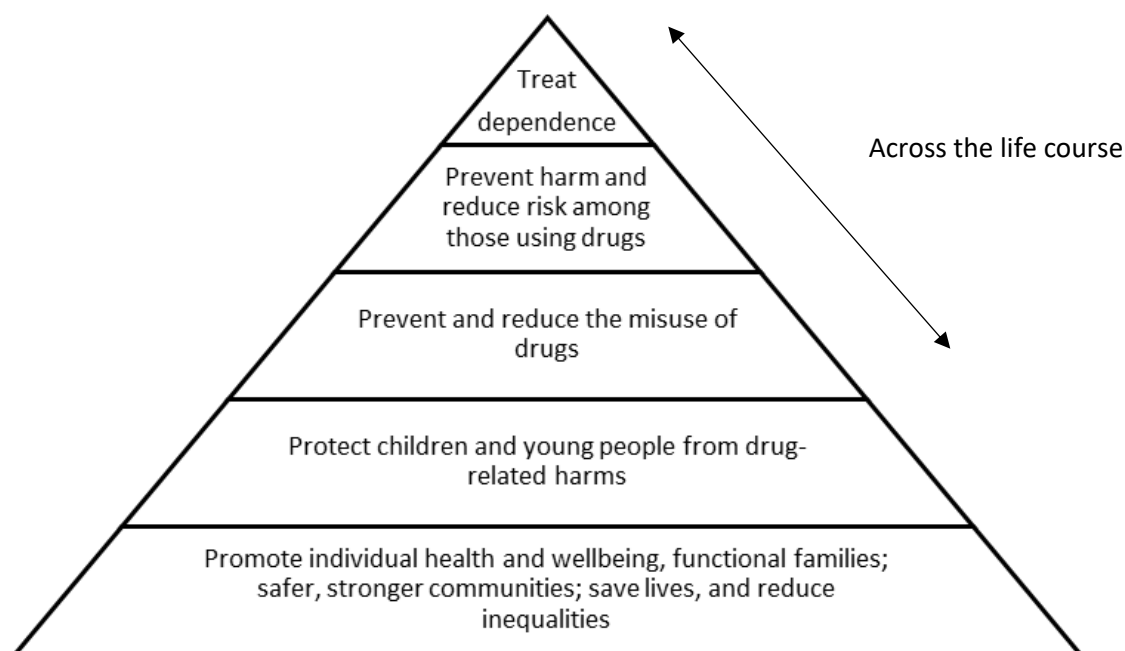 Treat
dependence
Across the life course
Prevent harm and
reduce risk among
those using drugs
Prevent and reduce the misuse of
drugs
Protect children and young people from drug-
related harms
Promote individual health and wellbeing, functional families;
safer, stronger communities; save lives, and reduce
inequalities